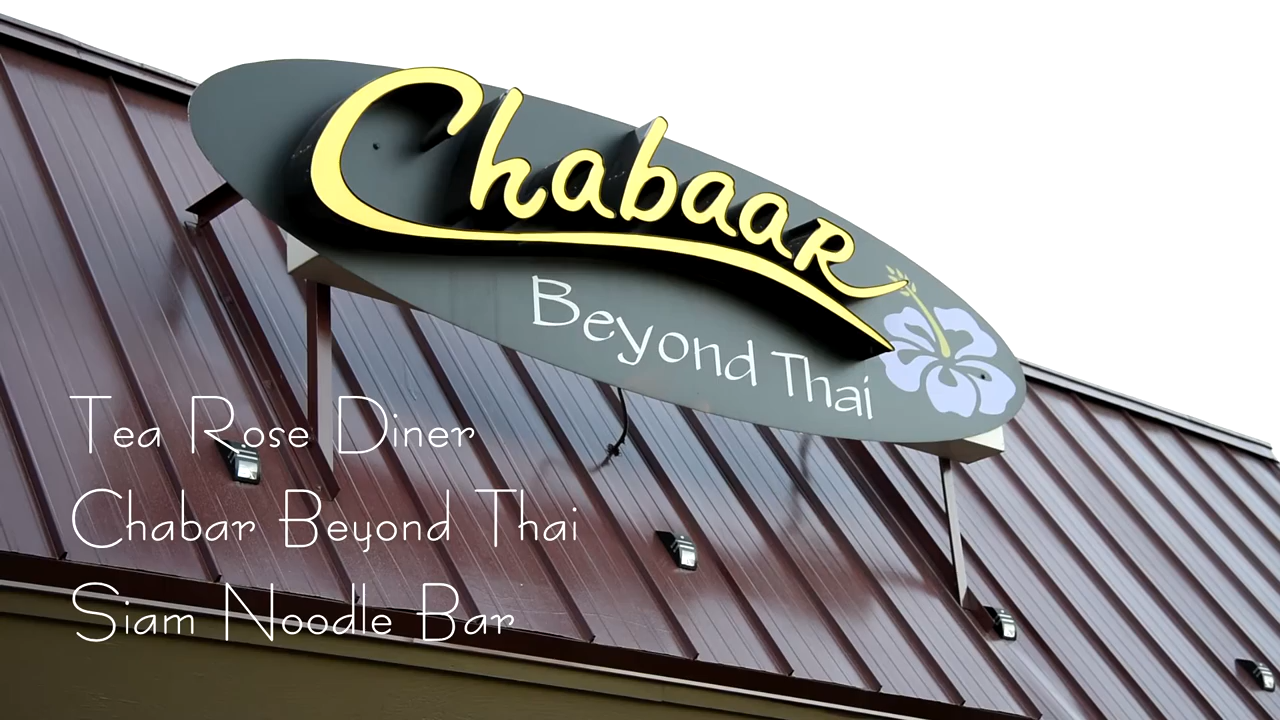 Chabaar
Beyond Thai
Tea Rose Diner
Chabar Beyond Thai
Siam Noodle Bar